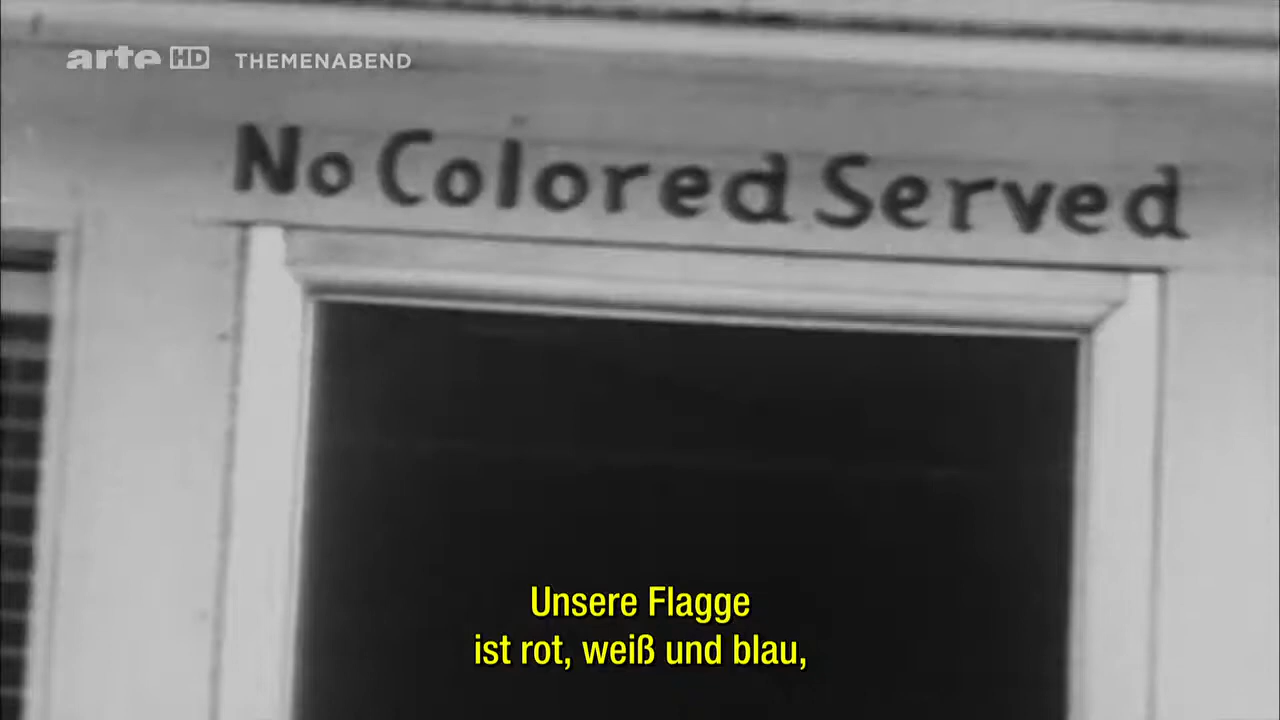 arte HD THEMENABEND
No Colored Served
Unsere Flagge
ist rot, weiß und blau,